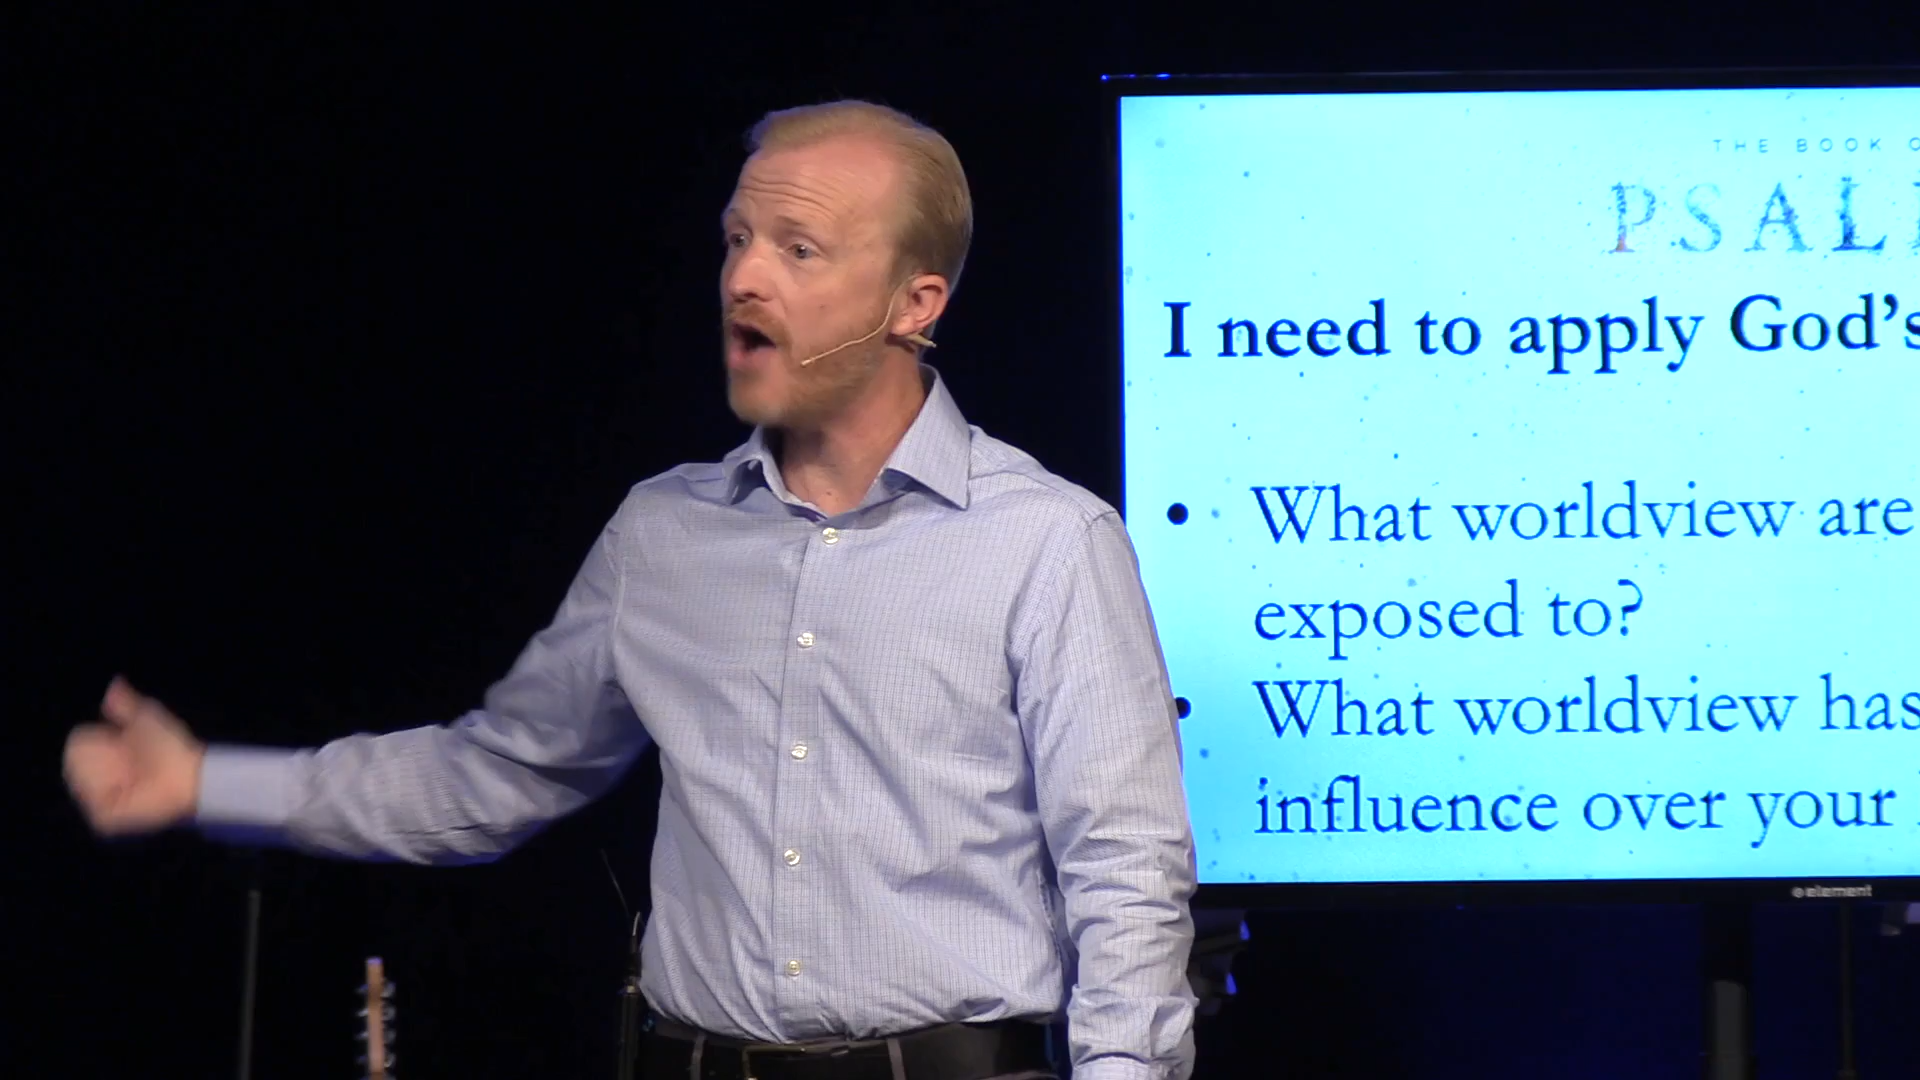 THE BOOK
PSAL
I need to apply God's
• What worldview are
exposed to?
• What worldview has
influence over your
element